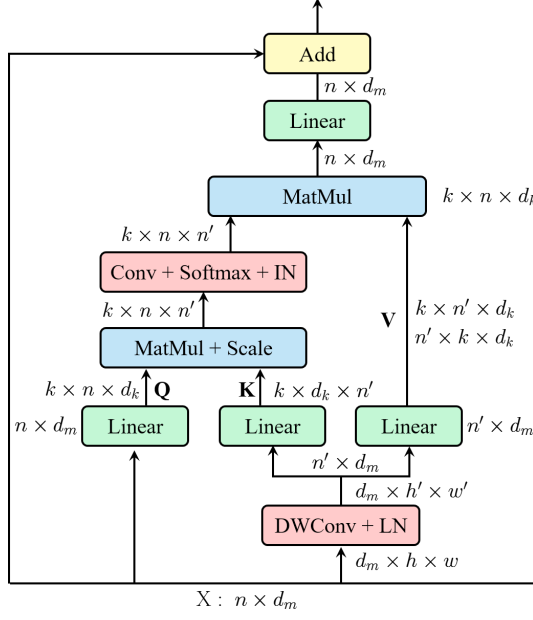 Add
n × d_m
Linear
n × d_m
MatMul
k × n × d_k
k × n × n′
Conv + Softmax + IN
k × n × n′
V
k × n′ × d_k
n′ × k × d_k
MatMul + Scale
k × n × d_k
Q
K
k × d_k × n′
n × d_m
Linear
Linear
Linear
n′ × d_m
n′ × d_m
d_m × h′ × w′
DWConv + LN
d_m × h × w
X : n × d_m